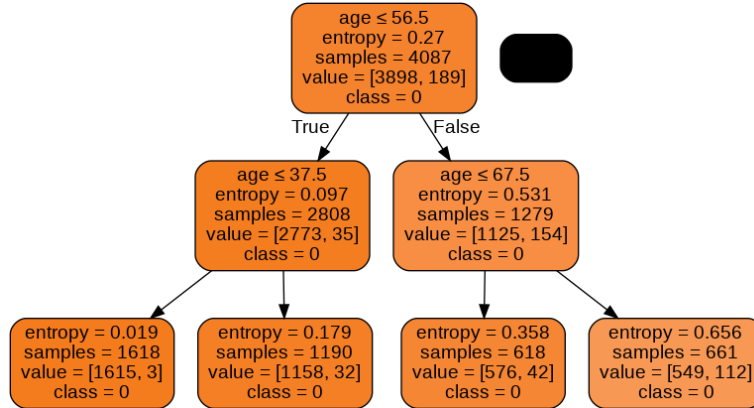 age ≤ 56.5
entropy = 0.27
samples = 4087
value = [3898, 189]
class = 0
True
False
age ≤ 37.5
entropy = 0.097
samples = 2808
value = [2773, 35]
class = 0
age ≤ 67.5
entropy = 0.531
samples = 1279
value = [1125, 154]
class = 0
entropy = 0.019
samples = 1618
value = [1615, 3]
class = 0
entropy = 0.179
samples = 1190
value = [1158, 32]
class = 0
entropy = 0.358
samples = 618
value = [576, 42]
class = 0
entropy = 0.656
samples = 661
value = [549, 112]
class = 0